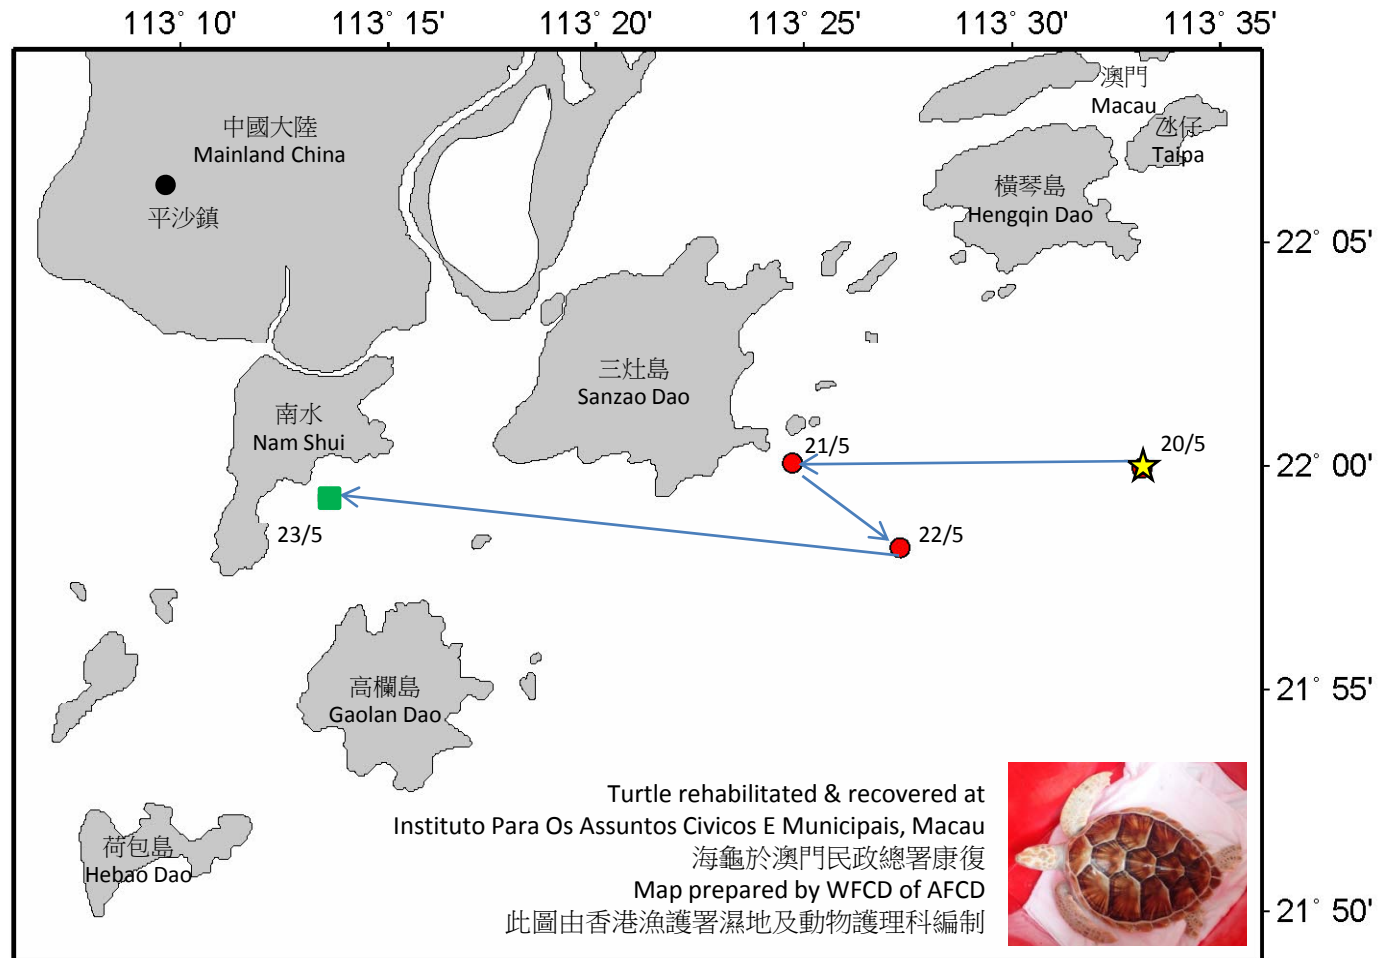 113° 10'
113° 15'
113° 20'
113° 25'
113° 30'
113° 35'
澳門
Macau
氹仔
Taipa
中國大陸
Mainland China
平沙鎮
橫琴島
Hengqin Dao
22° 05'
三灶島
Sanzao Dao
南水
Nam Shui
21/5
20/5
22° 00'
23/5
22/5
21° 55'
高欄島
Gaolan Dao
荷包島
Hebao Dao
Turtle rehabilitated & recovered at
Instituto Para Os Assuntos Civicos E Municipais, Macau
海龜於澳門民政總署康復
Map prepared by WFCD of AFCD
此圖由香港漁護署濕地及動物護理科編制
21° 50'